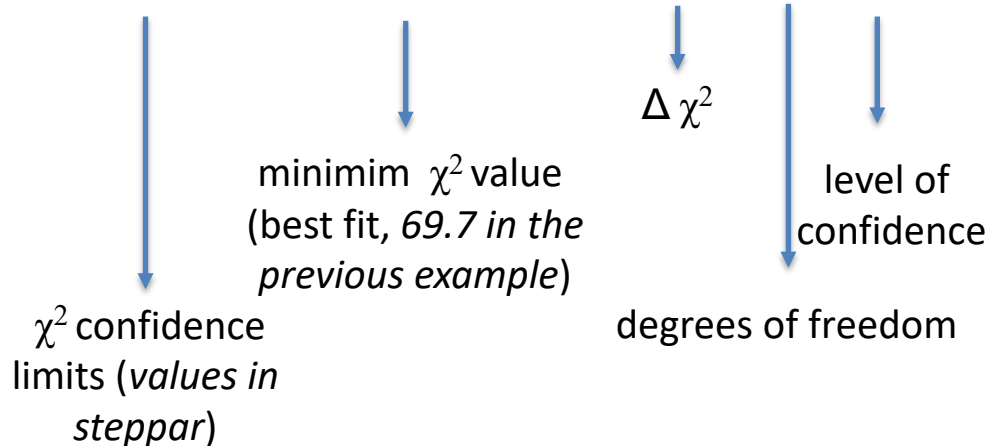 Δ χ²
minimim χ² value
(best fit, 69.7 in the
previous example)
level of
confidence
χ² confidence
limits (values in
steppar)
degrees of freedom